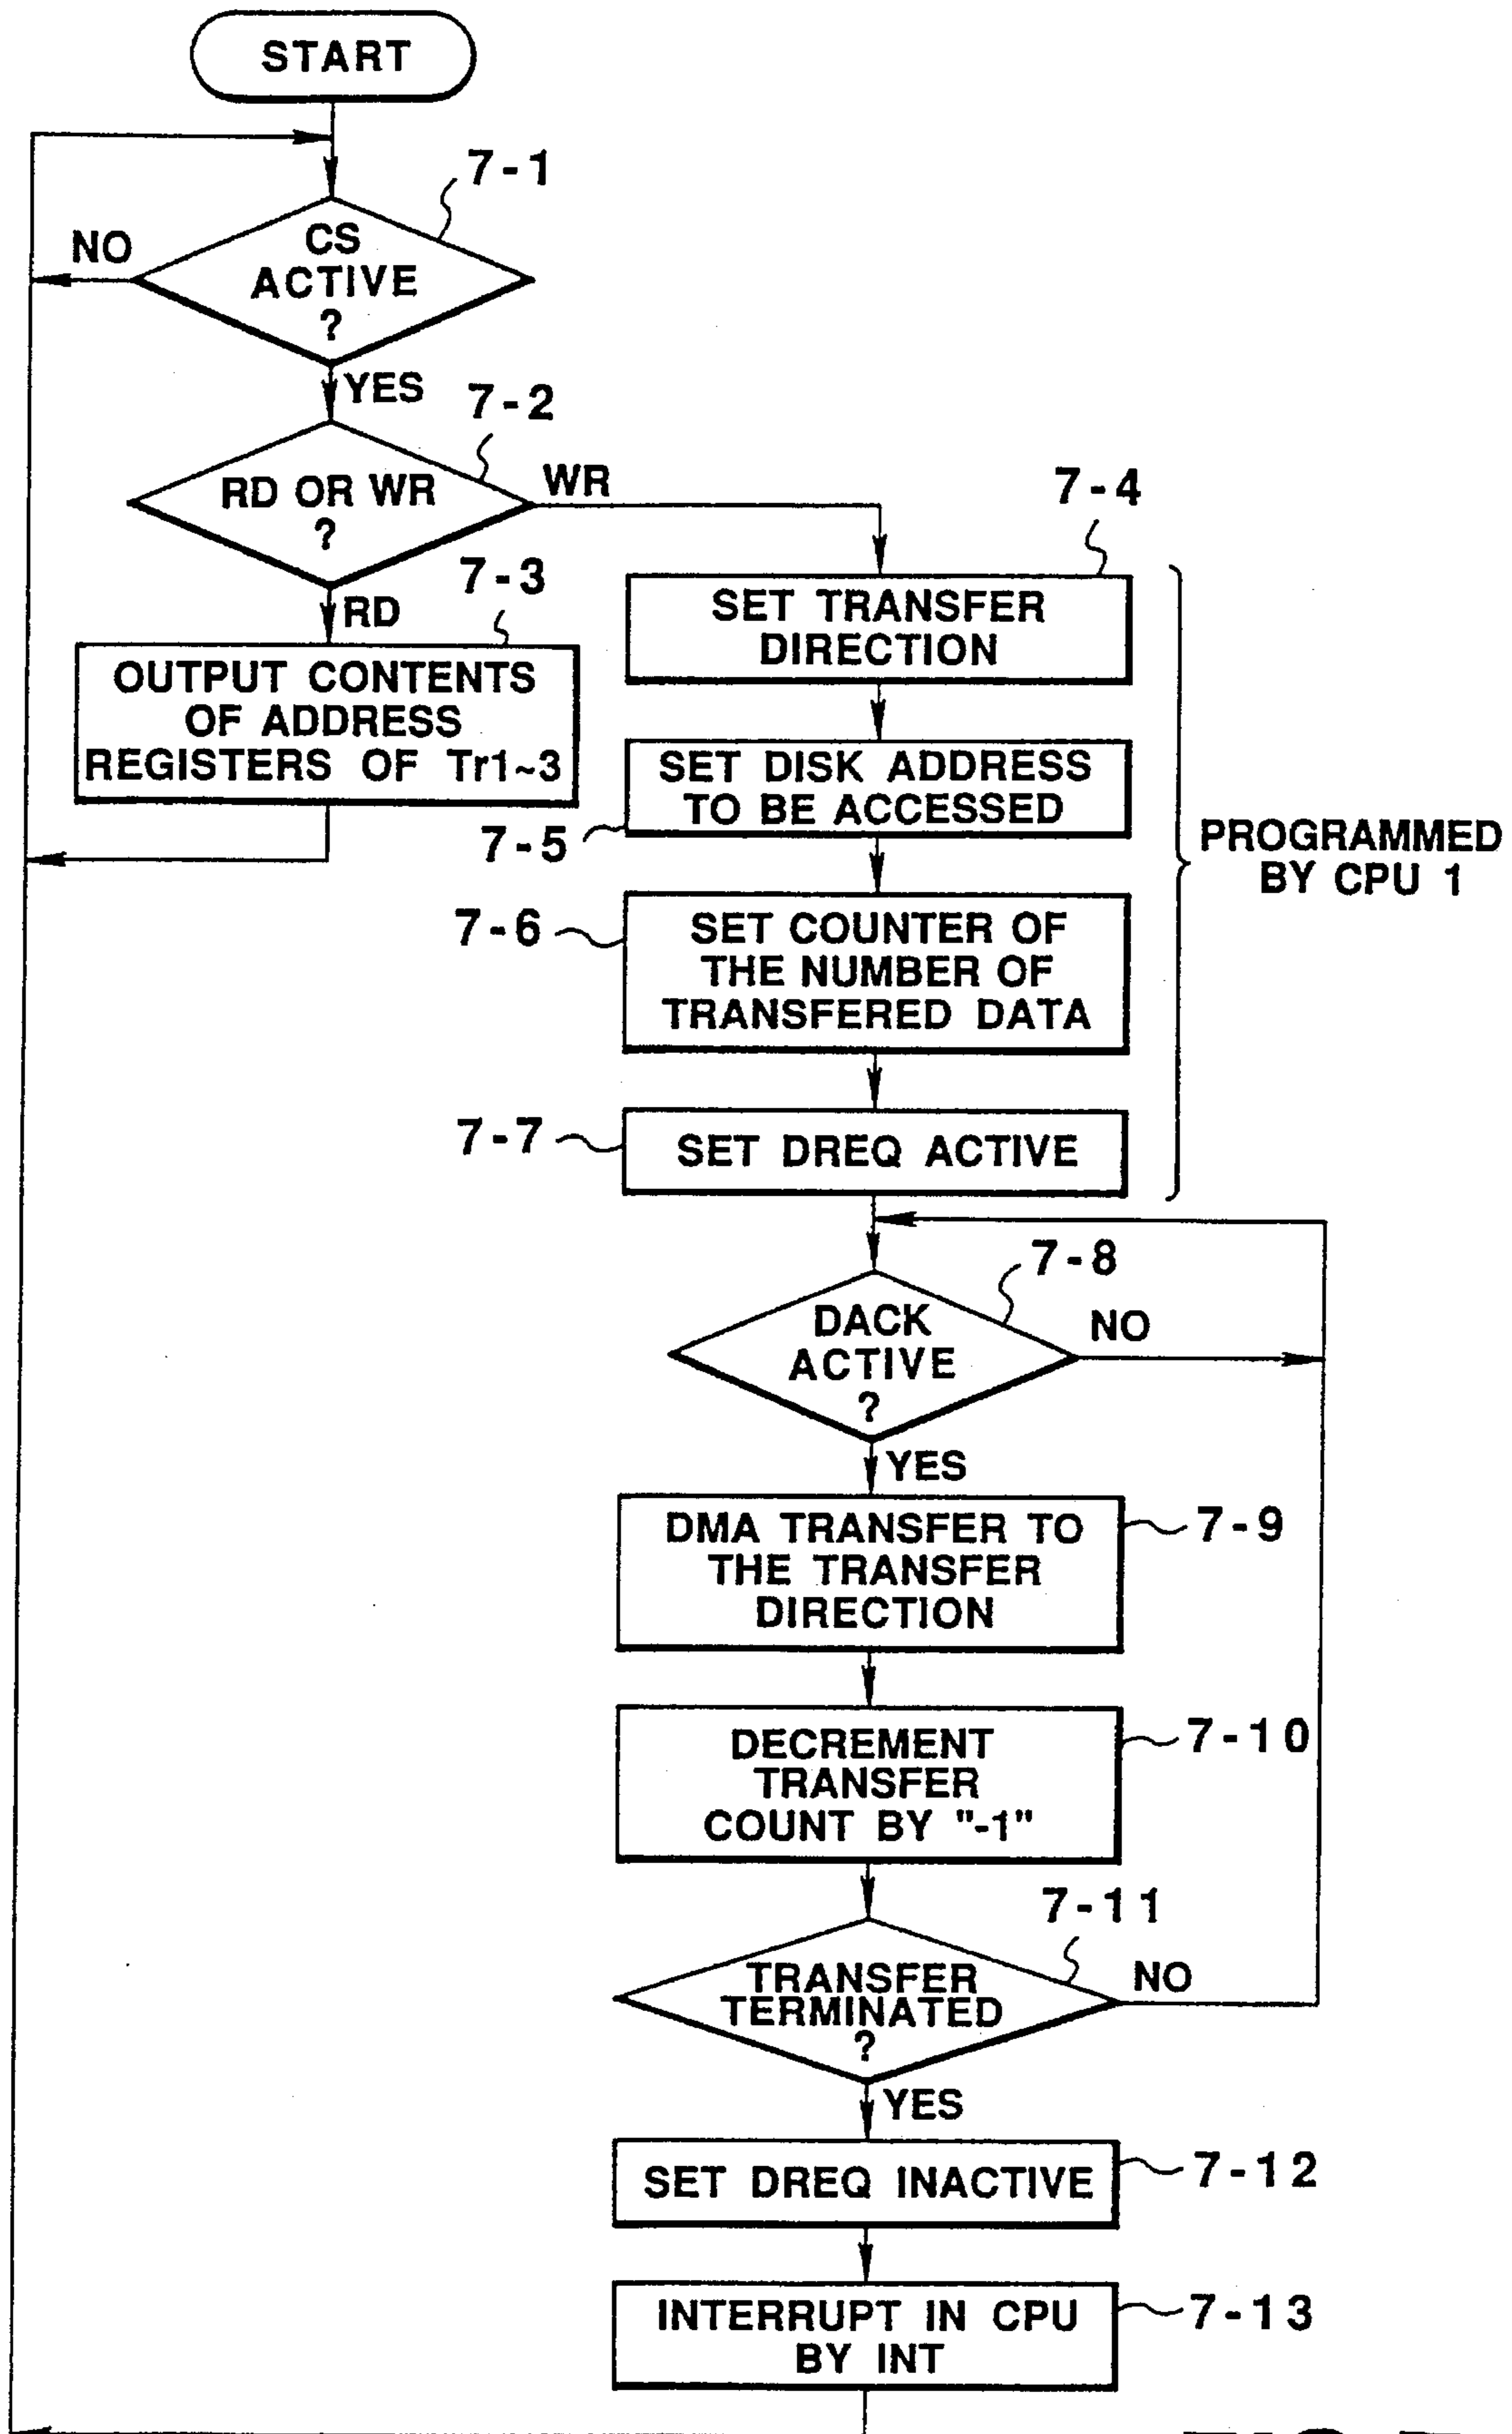 START
7-1
CS
ACTIVE
?
NO
YES
7-2
RD OR WR
?
WR
RD
7-3
OUTPUT CONTENTS
OF ADDRESS
REGISTERS OF Tr1~3
7-4
SET TRANSFER
DIRECTION
7-5
SET DISK ADDRESS
TO BE ACCESSED
7-6
SET COUNTER OF
THE NUMBER OF
TRANSFERED DATA
7-7
SET DREQ ACTIVE
PROGRAMMED
BY CPU 1
7-8
DACK
ACTIVE
?
NO
YES
DMA TRANSFER TO
THE TRANSFER
DIRECTION
7-9
DECREMENT
TRANSFER
COUNT BY "-1"
7-10
7-11
TRANSFER
TERMINATED
?
NO
YES
SET DREQ INACTIVE
7-12
INTERRUPT IN CPU
BY INT
7-13